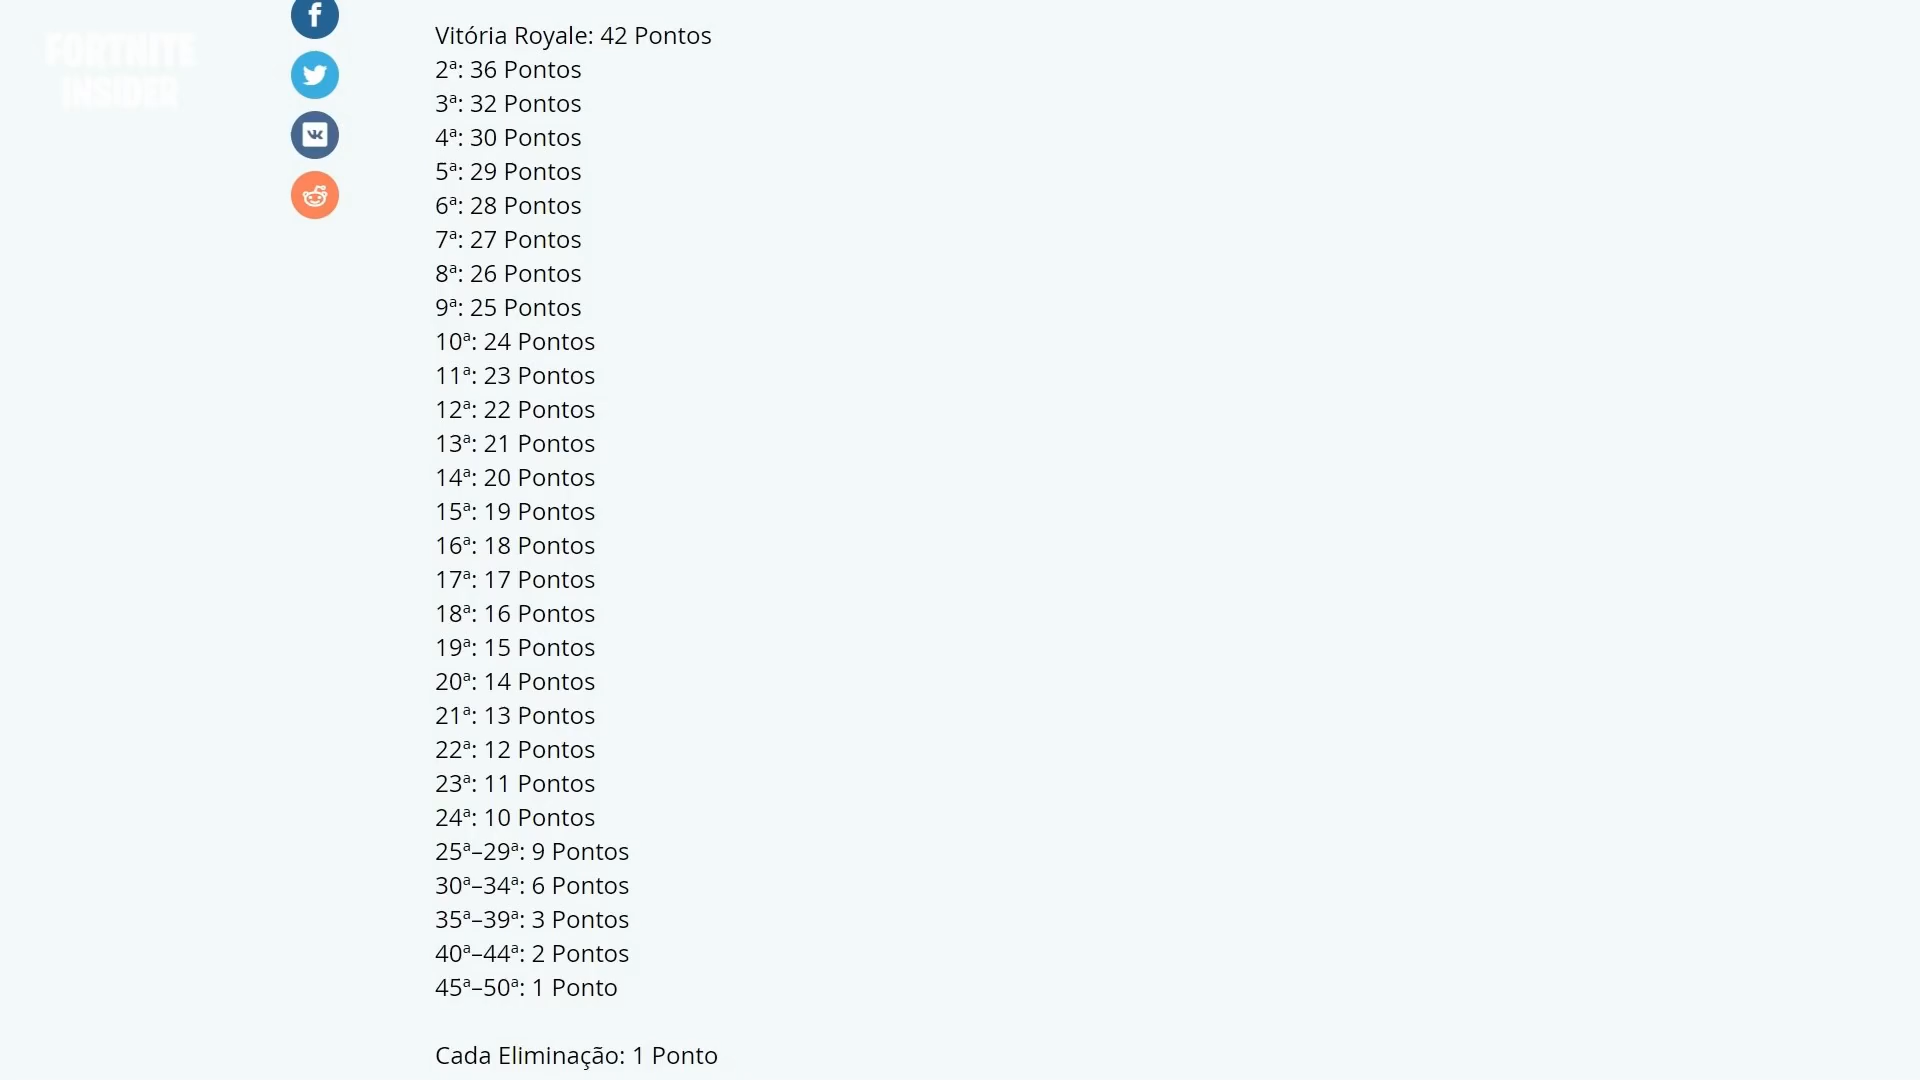 FORTNITE
INSIDER
Vitória Royale: 42 Pontos
2ª: 36 Pontos
3ª: 32 Pontos
4ª: 30 Pontos
5ª: 29 Pontos
6ª: 28 Pontos
7ª: 27 Pontos
8ª: 26 Pontos
9ª: 25 Pontos
10ª: 24 Pontos
11ª: 23 Pontos
12ª: 22 Pontos
13ª: 21 Pontos
14ª: 20 Pontos
15ª: 19 Pontos
16ª: 18 Pontos
17ª: 17 Pontos
18ª: 16 Pontos
19ª: 15 Pontos
20ª: 14 Pontos
21ª: 13 Pontos
22ª: 12 Pontos
23ª: 11 Pontos
24ª: 10 Pontos
25ª–29ª: 9 Pontos
30ª–34ª: 6 Pontos
35ª–39ª: 3 Pontos
40ª–44ª: 2 Pontos
45ª–50ª: 1 Ponto
Cada Eliminação: 1 Ponto